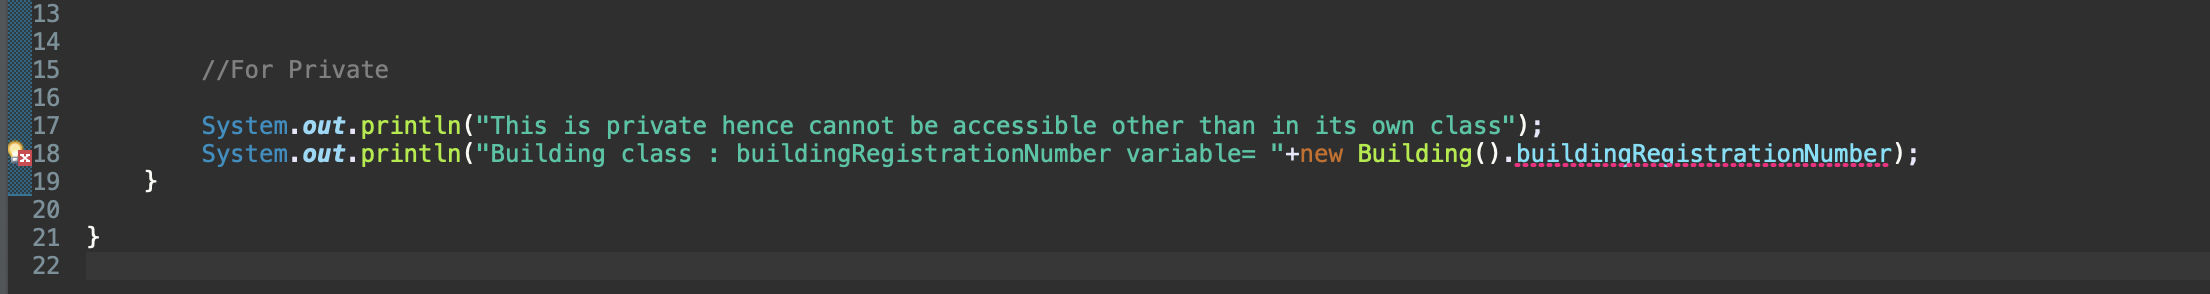 13
14
15 //For Private
16
17 System.out.println("This is private hence cannot be accessible other than in its own class");
18 System.out.println("Building class : buildingRegistrationNumber variable= "+new Building().buildingRegistrationNumber);
19 }
20
21 }
22